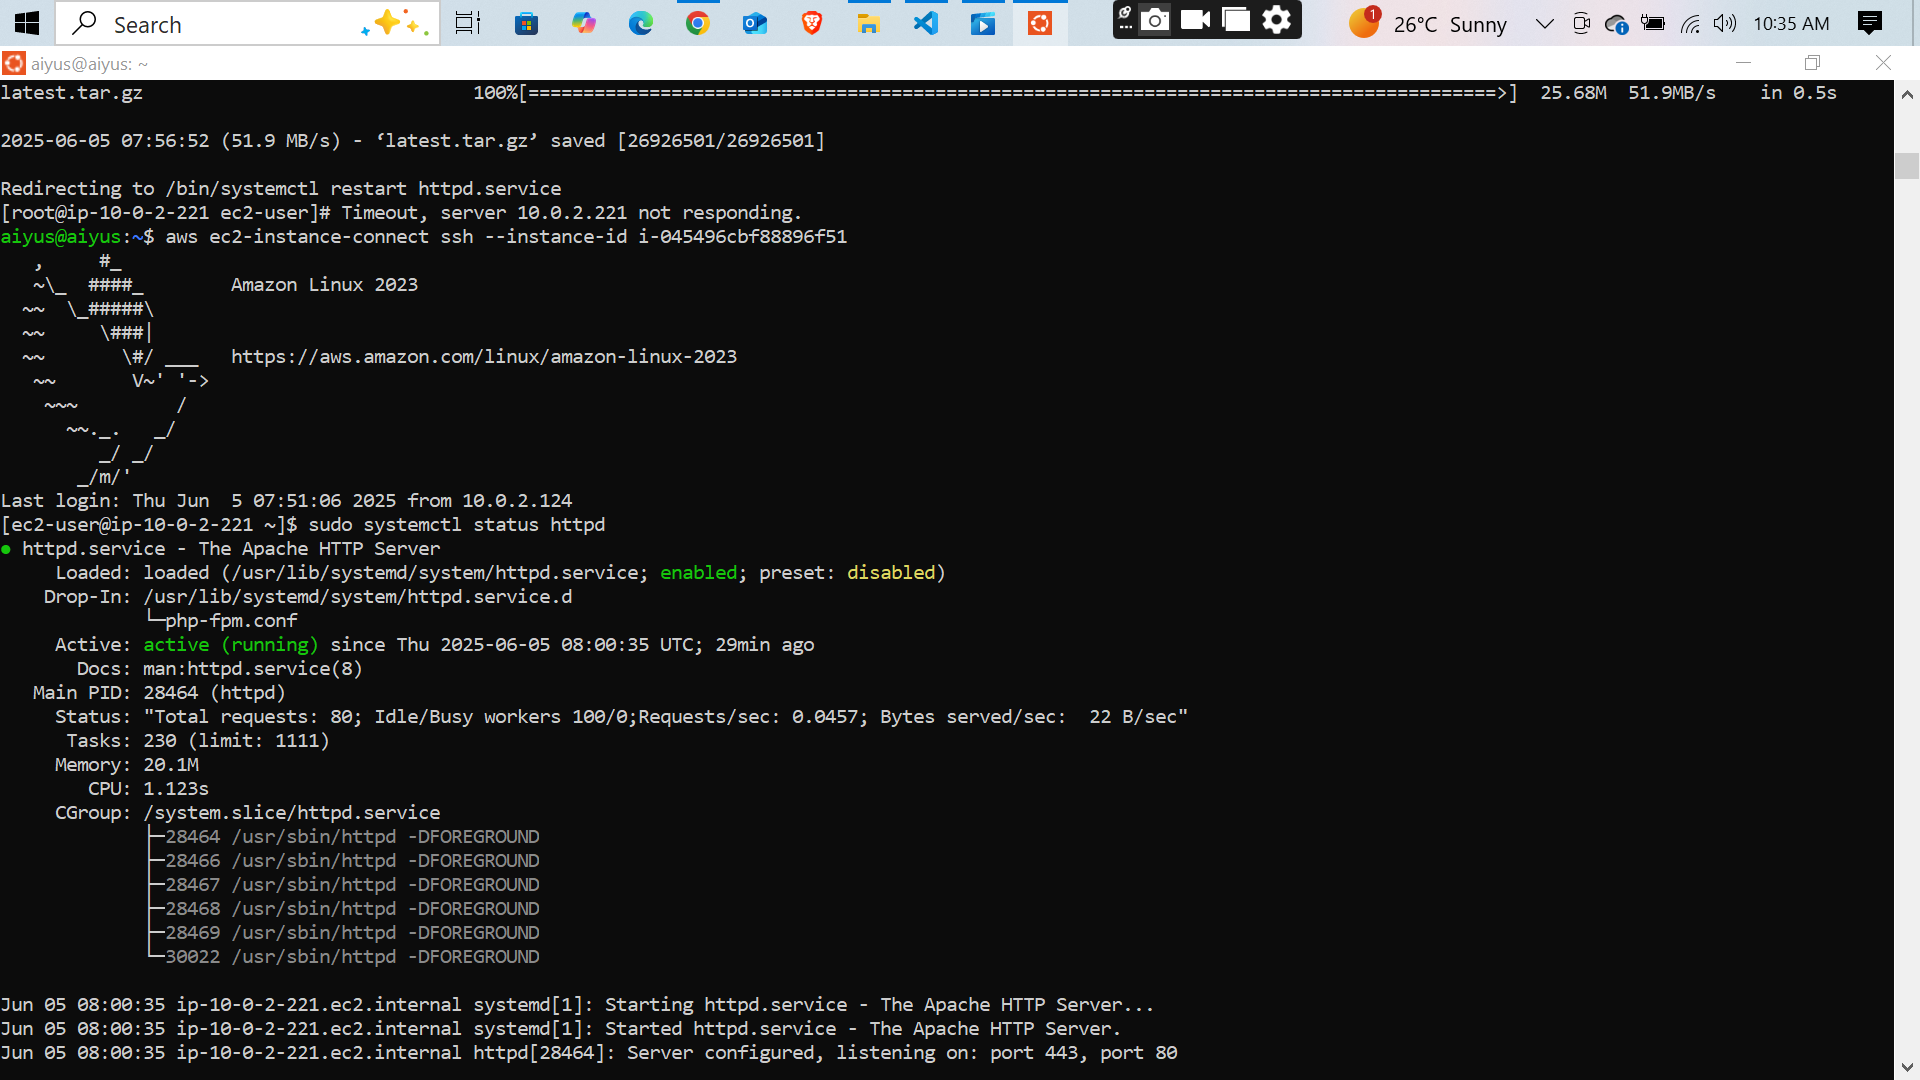 Search
1
26°C Sunny
10:35 AM
aiyus@aiyus: ~
latest.tar.gz 100%[========================================================================================>] 25.68M 51.9MB/s in 0.5s
2025-06-05 07:56:52 (51.9 MB/s) - ‘latest.tar.gz’ saved [26926501/26926501]
Redirecting to /bin/systemctl restart httpd.service
[root@ip-10-0-2-221 ec2-user]# Timeout, server 10.0.2.221 not responding.
aiyus@aiyus:~$ aws ec2-instance-connect ssh --instance-id i-045496cbf88896f51
   ,     #_
   ~\_  ####_        Amazon Linux 2023
  ~~  \_#####\
  ~~     \###|
  ~~       \#/ ___   https://aws.amazon.com/linux/amazon-linux-2023
   ~~       V~' '->
    ~~~         /
      ~~._.   _/
         _/ _/
       _/m/'
Last login: Thu Jun  5 07:51:06 2025 from 10.0.2.124
[ec2-user@ip-10-0-2-221 ~]$ sudo systemctl status httpd
● httpd.service - The Apache HTTP Server
     Loaded: loaded (/usr/lib/systemd/system/httpd.service; enabled; preset: disabled)
    Drop-In: /usr/lib/systemd/system/httpd.service.d
             └─php-fpm.conf
     Active: active (running) since Thu 2025-06-05 08:00:35 UTC; 29min ago
       Docs: man:httpd.service(8)
   Main PID: 28464 (httpd)
     Status: "Total requests: 80; Idle/Busy workers 100/0;Requests/sec: 0.0457; Bytes served/sec:  22 B/sec"
      Tasks: 230 (limit: 1111)
     Memory: 20.1M
        CPU: 1.123s
     CGroup: /system.slice/httpd.service
             ├─28464 /usr/sbin/httpd -DFOREGROUND
             ├─28466 /usr/sbin/httpd -DFOREGROUND
             ├─28467 /usr/sbin/httpd -DFOREGROUND
             ├─28468 /usr/sbin/httpd -DFOREGROUND
             ├─28469 /usr/sbin/httpd -DFOREGROUND
             └─30022 /usr/sbin/httpd -DFOREGROUND
Jun 05 08:00:35 ip-10-0-2-221.ec2.internal systemd[1]: Starting httpd.service - The Apache HTTP Server...
Jun 05 08:00:35 ip-10-0-2-221.ec2.internal systemd[1]: Started httpd.service - The Apache HTTP Server.
Jun 05 08:00:35 ip-10-0-2-221.ec2.internal httpd[28464]: Server configured, listening on: port 443, port 80